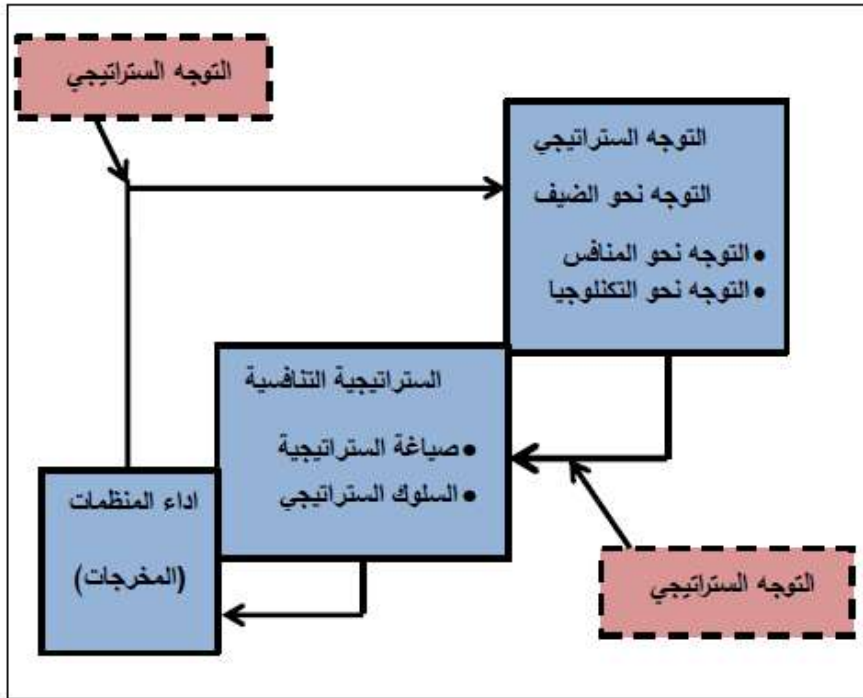 التوجه الستراتيجي
التوجه الستراتيجي
التوجه نحو الضيف
• التوجه نحو المنافس
• التوجه نحو التكنلوجيا
الستراتيجية التنافسية
• صياغة الستراتيجية
• السلوك الستراتيجي
اداء المنظمات
(المخرجات)
التوجه الستراتيجي